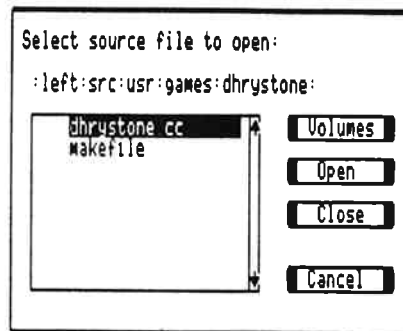 Select source file to open:
:left:src:usr:games:dhrystone:
dhrystone.cc
makefile
Volumes
Open
Close
Cancel